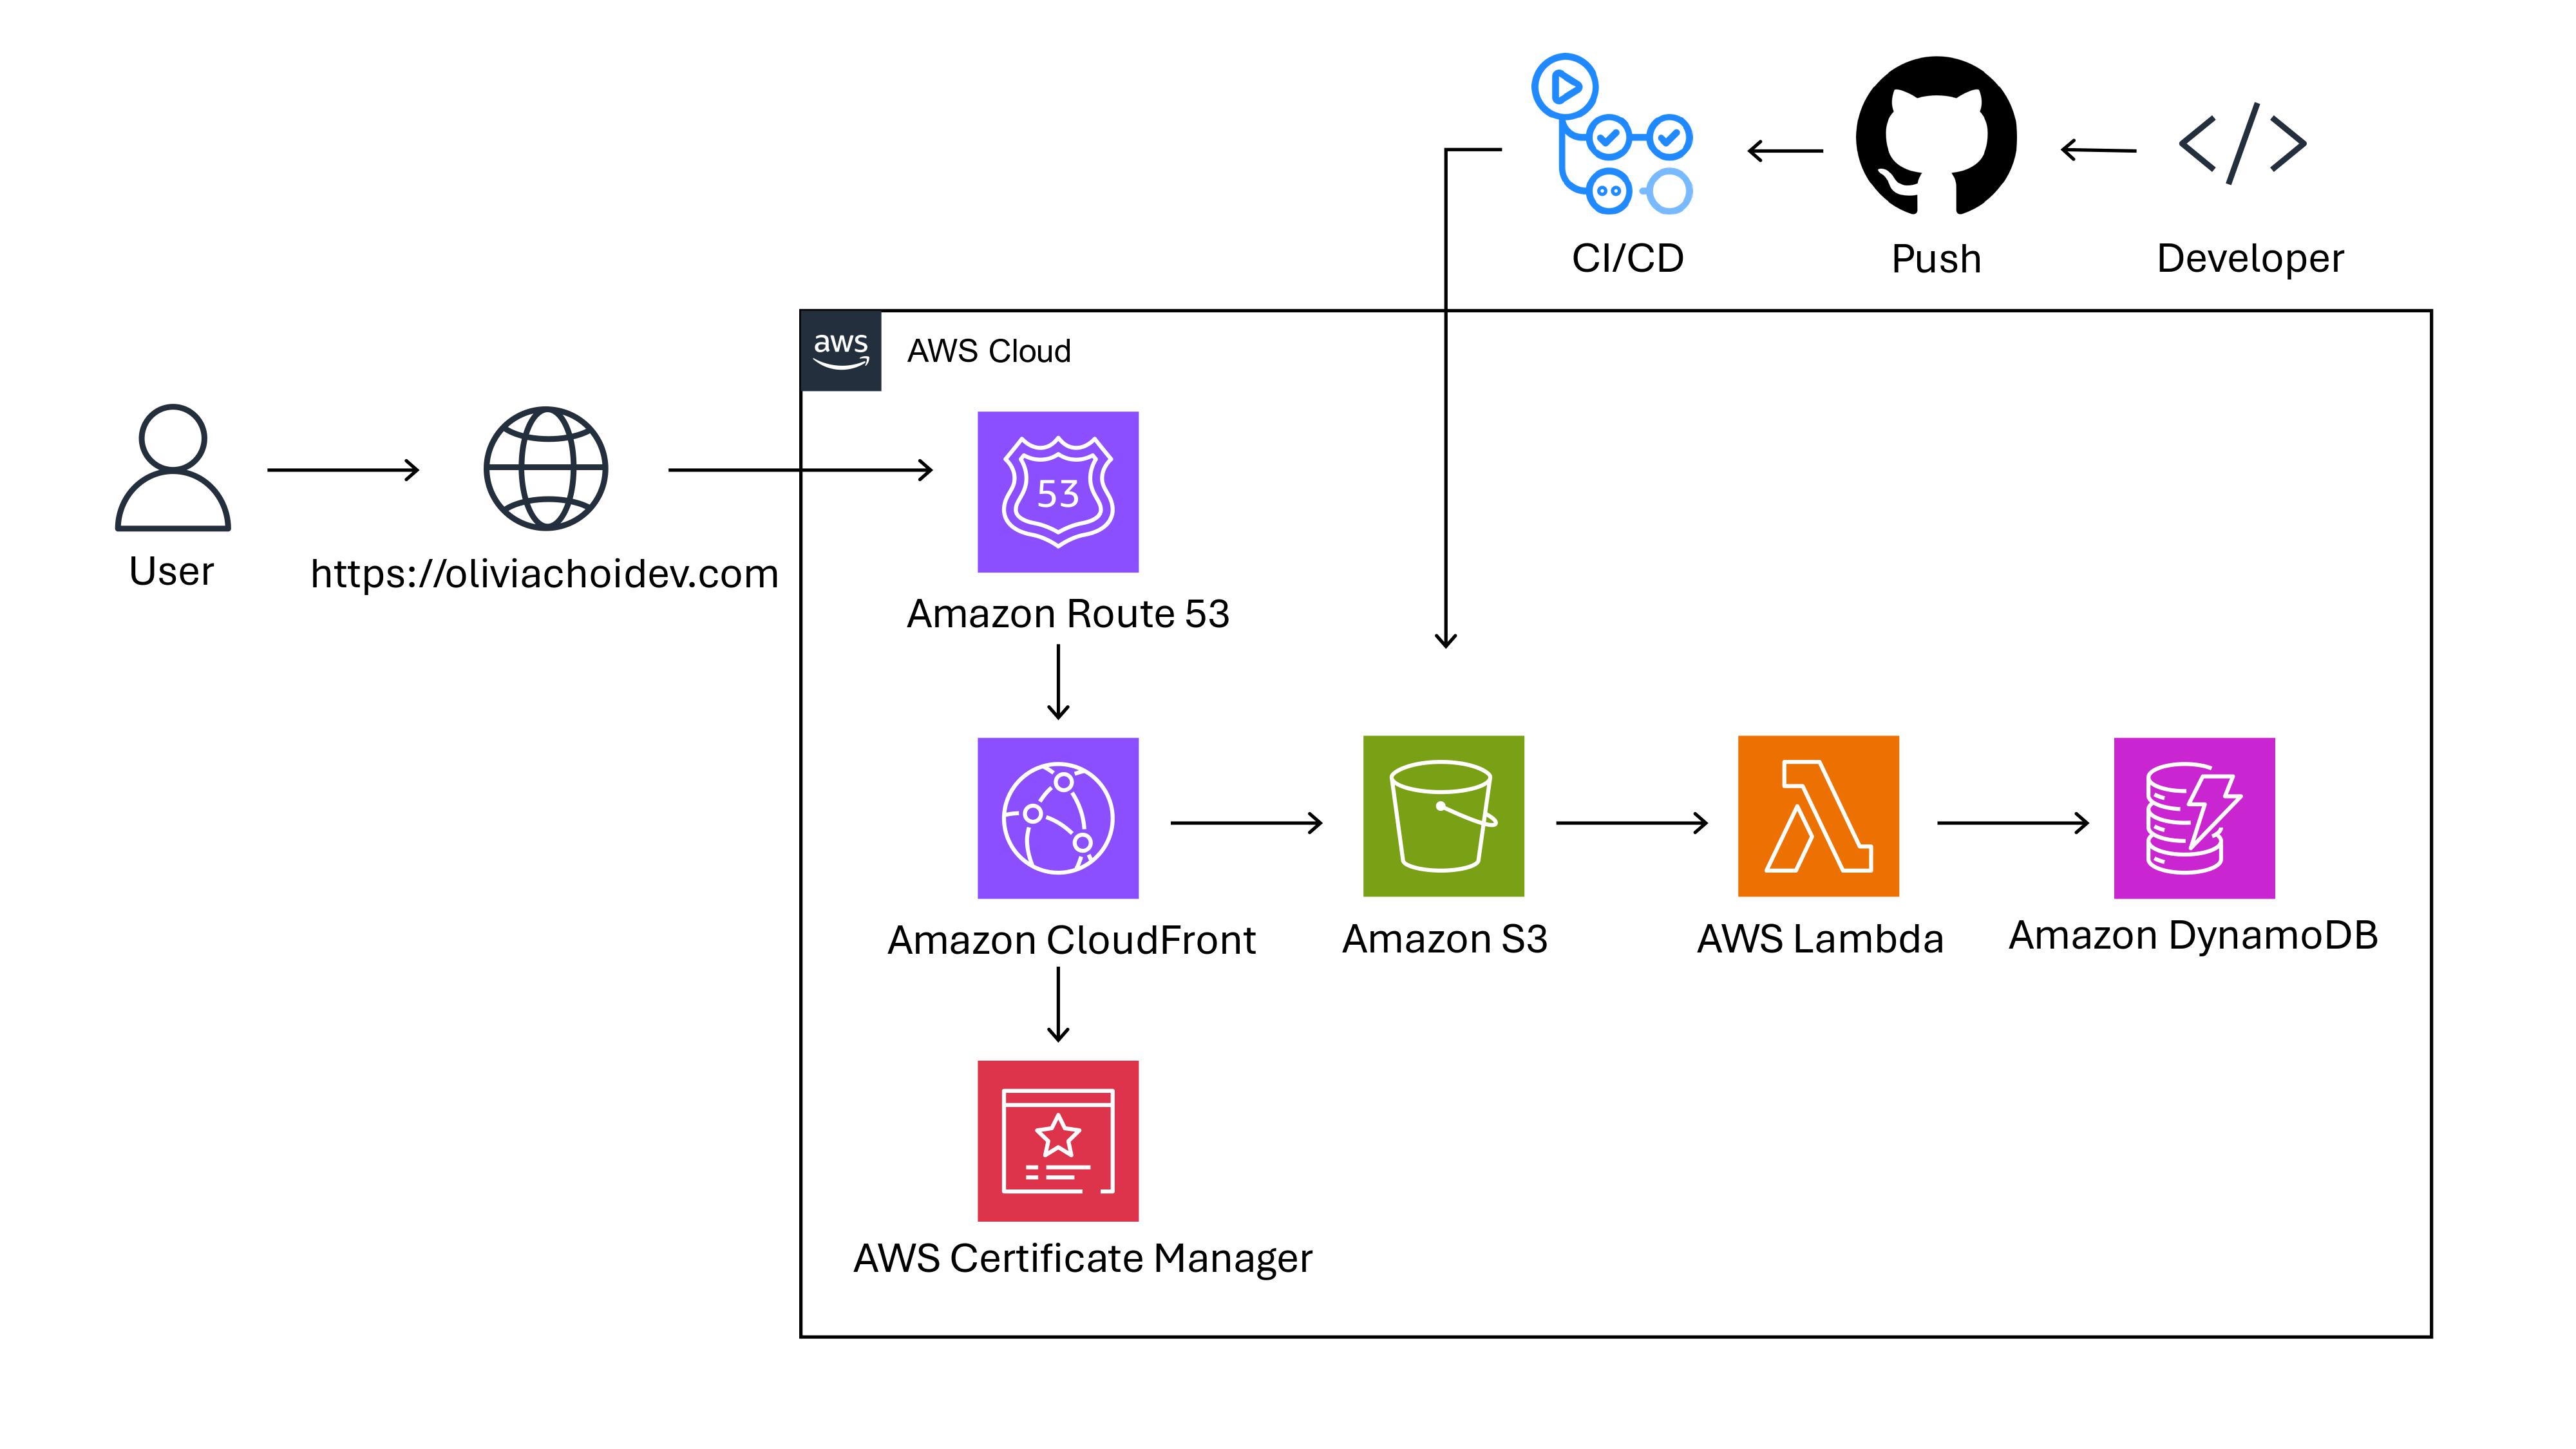 CI/CD
Push
Developer
aws
AWS Cloud
53
User
https://oliviachoidev.com
Amazon Route 53
Amazon CloudFront
Amazon S3
AWS Lambda
Amazon DynamoDB
AWS Certificate Manager